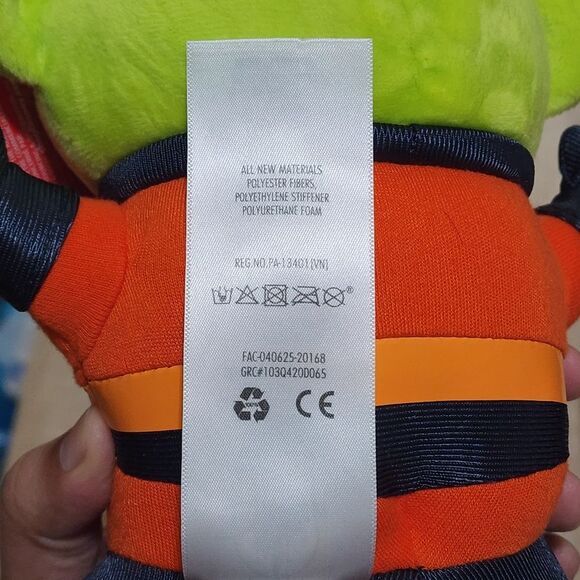 ALL NEW MATERIALS
POLYESTER FIBERS,
POLYETHYLENE STIFFENER
POLYURETHANE FOAM
REG.NO.PA-13401[VN]
®
FAC-040625-20168
GRC#103Q420D065
100%
CE